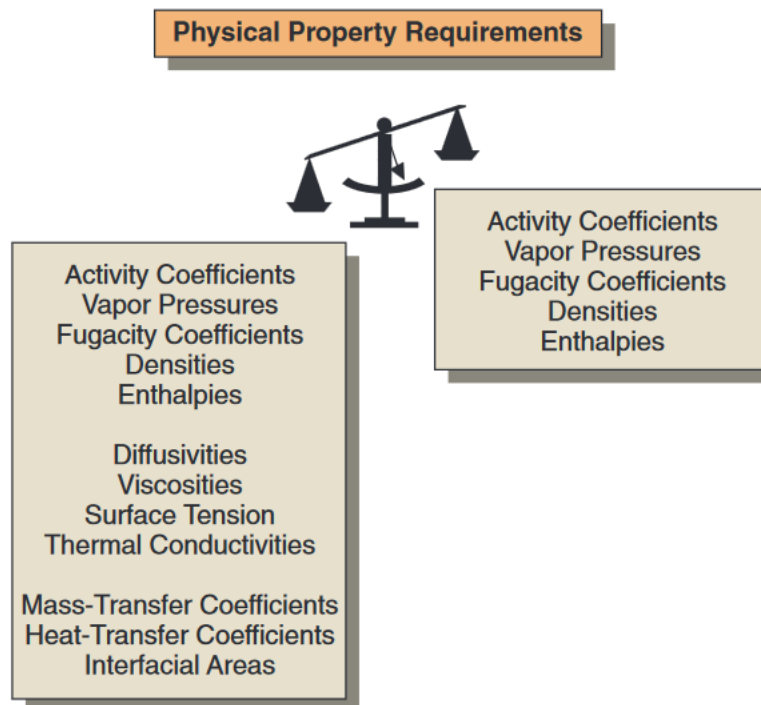 Physical Property Requirements
Activity Coefficients
Vapor Pressures
Fugacity Coefficients
Densities
Enthalpies
Diffusivities
Viscosities
Surface Tension
Thermal Conductivities
Mass-Transfer Coefficients
Heat-Transfer Coefficients
Interfacial Areas
Activity Coefficients
Vapor Pressures
Fugacity Coefficients
Densities
Enthalpies